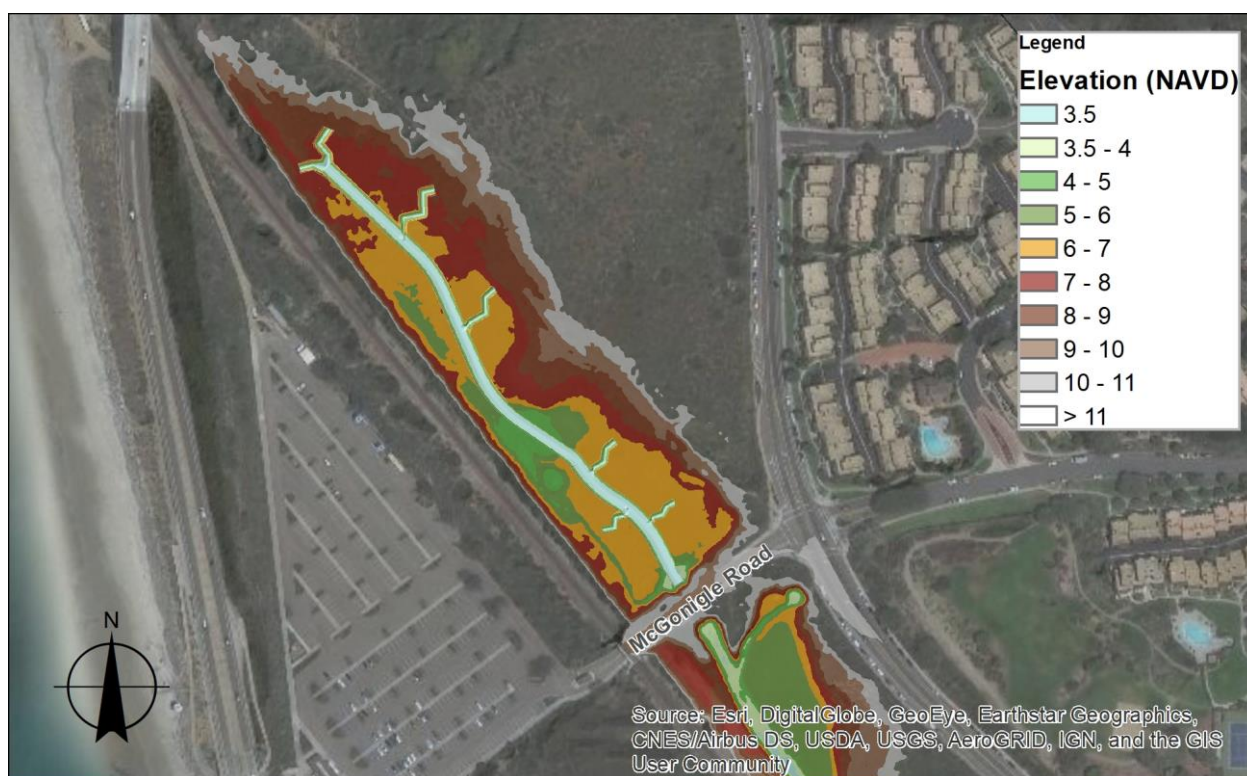 Legend
Elevation (NAVD)
3.5
3.5 - 4
4 - 5
5 - 6
6 - 7
7 - 8
8 - 9
9 - 10
10 - 11
> 11
McGonigle Road
N
Source: Esri, DigitalGlobe, GeoEye, Earthstar Geographics,
CNES/Airbus DS, USDA, USGS, AeroGRID, IGN, and the GIS
User Community